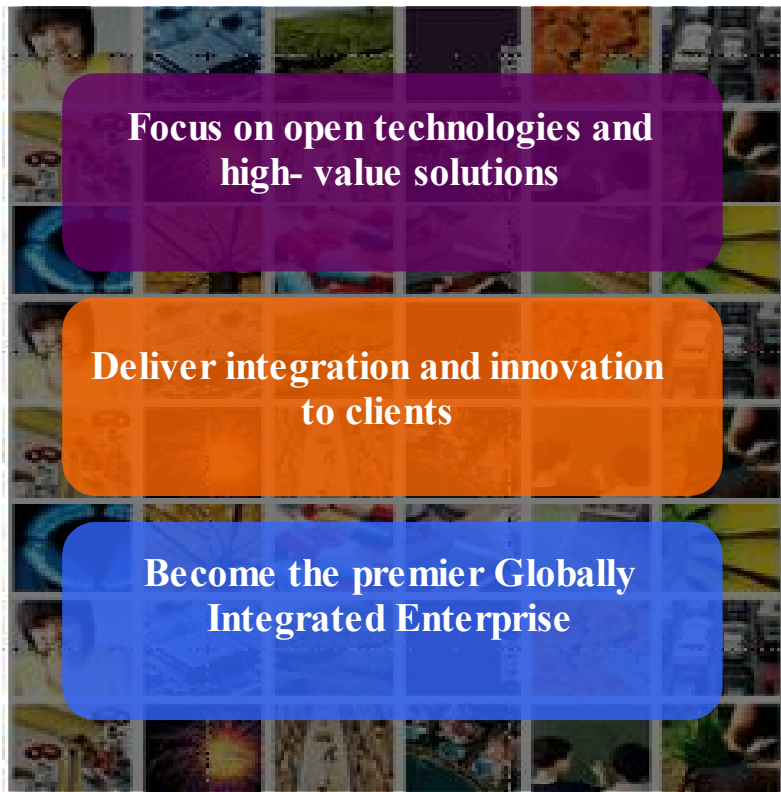 Focus on open technologies and
high- value solutions
Deliver integration and innovation
to clients
Become the premier Globally
Integrated Enterprise